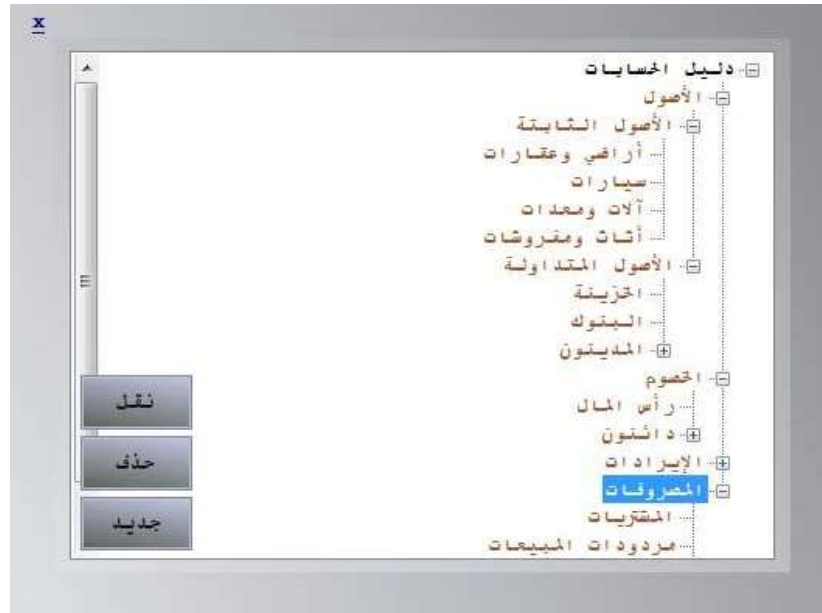 x
دليل الحسابات
الأصول
الأصول الثابتة
أراضي وعقارات
سيارات
آلات ومعدات
أثاث ومفروشات
الأصول المتداولة
الخزينة
البنوك
المدينون
الخصوم
رأس المال
دائنون
الإيرادات
المصروفات
المشتريات
مردودات المبيعات
نقل
حذف
جديد